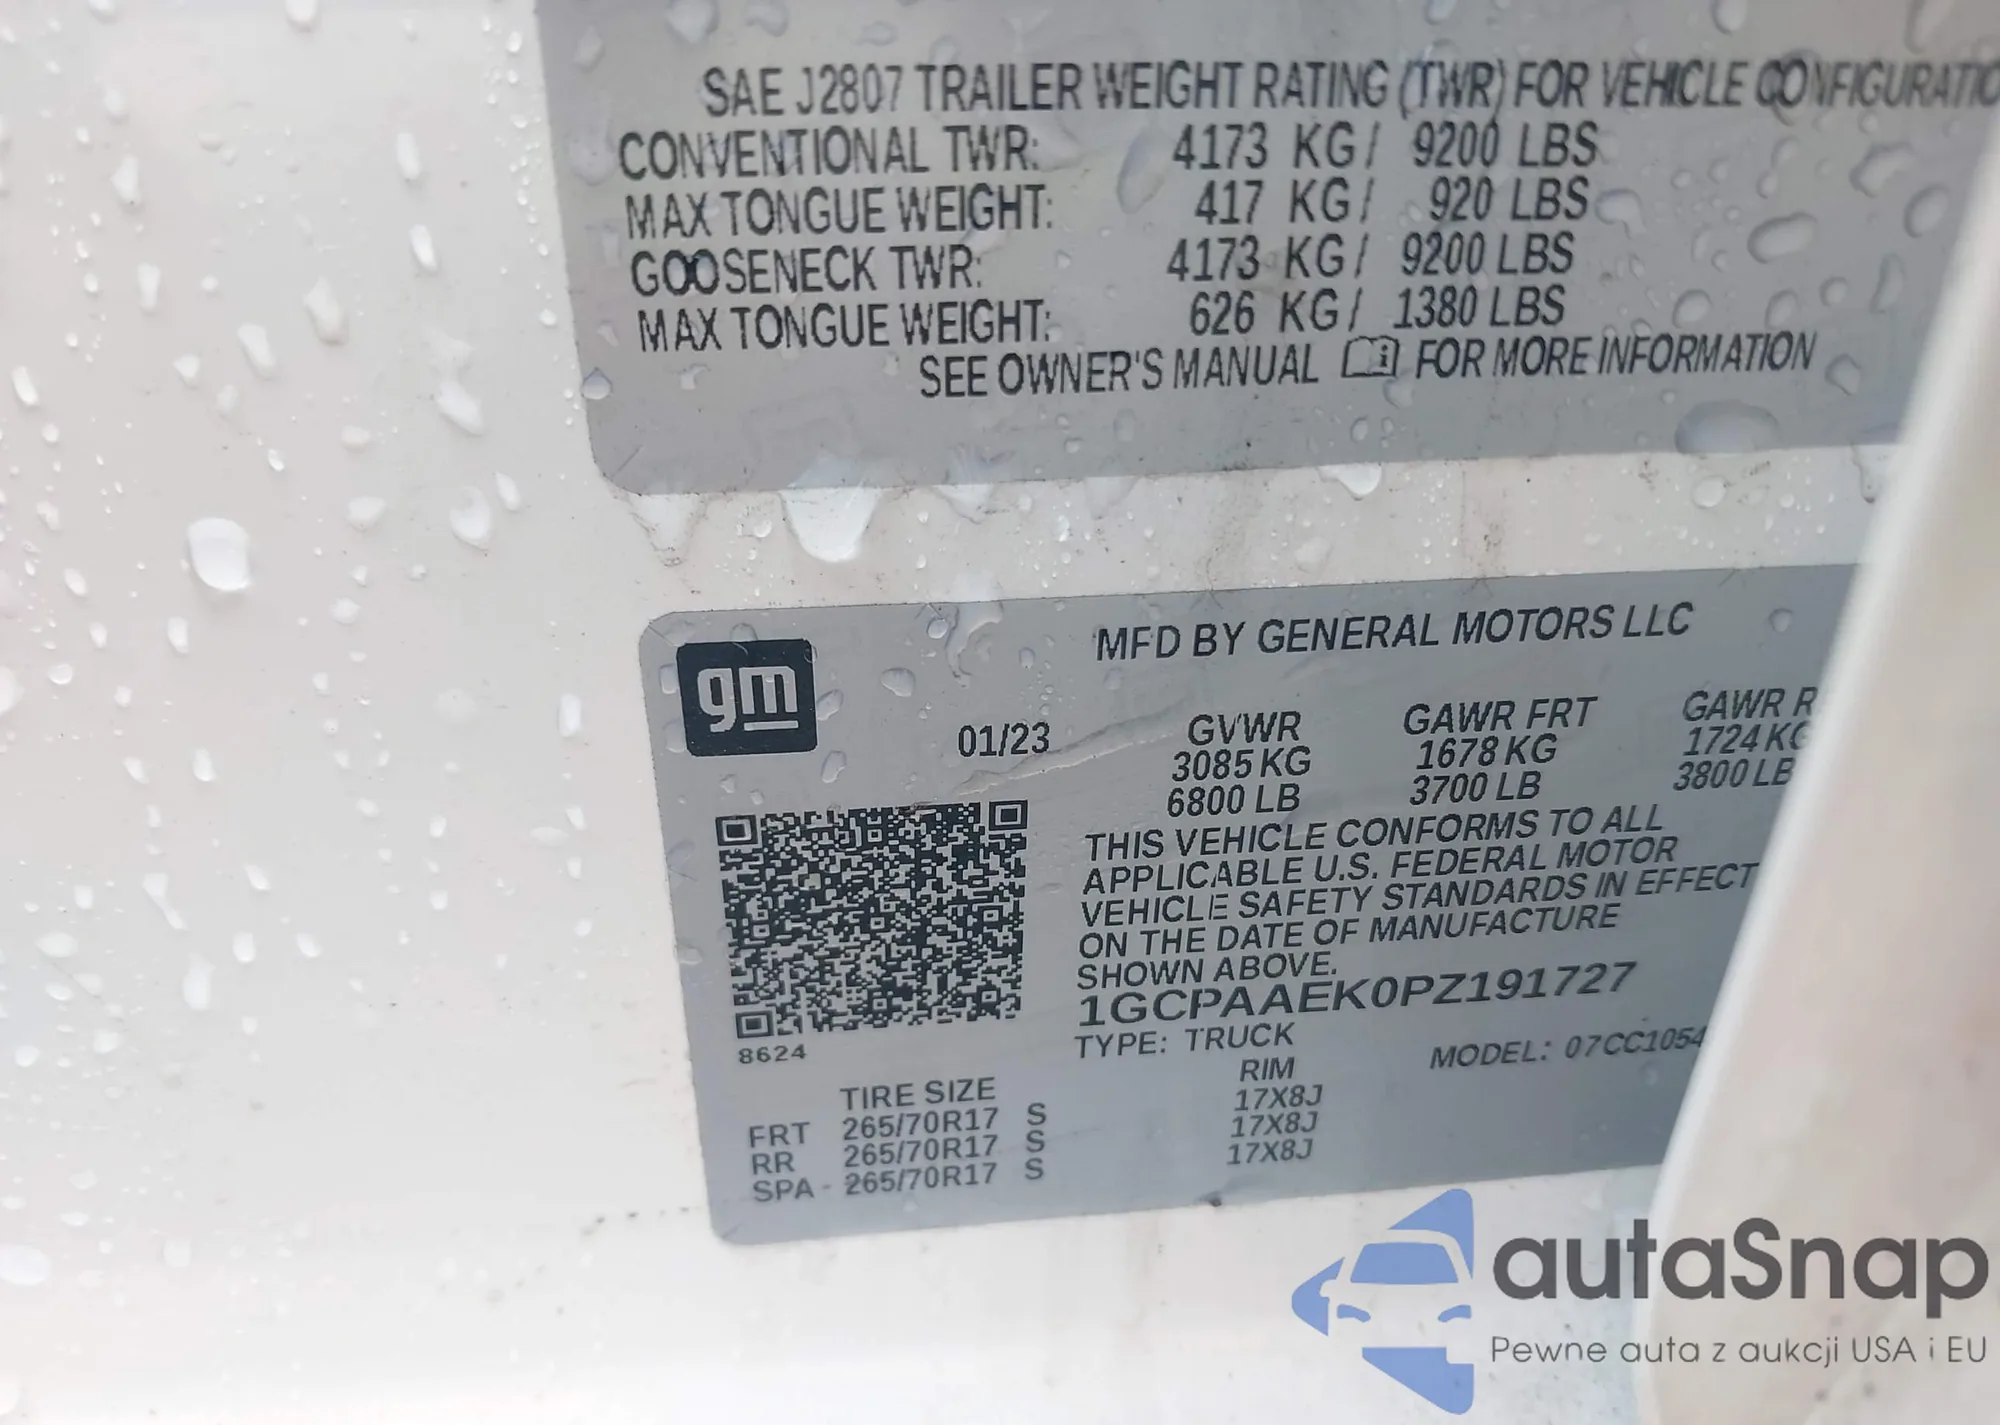 SAE J2807 TRAILER WEIGHT RATING (TWR) FOR VEHICLE CONFIGURATIO
CONVENTIONAL TWR: 4173 KG / 9200 LBS
MAX TONGUE WEIGHT: 417 KG / 920 LBS
GOOSENECK TWR: 4173 KG / 9200 LBS
MAX TONGUE WEIGHT: 626 KG / 1380 LBS
SEE OWNER'S MANUAL FOR MORE INFORMATION
gm
MFD BY GENERAL MOTORS LLC
01/23 GVWR GAWR FRT GAWR R
3085 KG 1678 KG 1724 KG
6800 LB 3700 LB 3800 LB
THIS VEHICLE CONFORMS TO ALL
APPLICABLE U.S. FEDERAL MOTOR
VEHICLE SAFETY STANDARDS IN EFFECT
ON THE DATE OF MANUFACTURE
SHOWN ABOVE.
1GCPAAEK0PZ191727
8624
TYPE: TRUCK MODEL: 07CC1054
TIRE SIZE RIM
FRT 265/70R17 S 17X8J
RR 265/70R17 S 17X8J
SPA 265/70R17 S 17X8J
autaSnap
Pewne auta z aukcji USA i EU